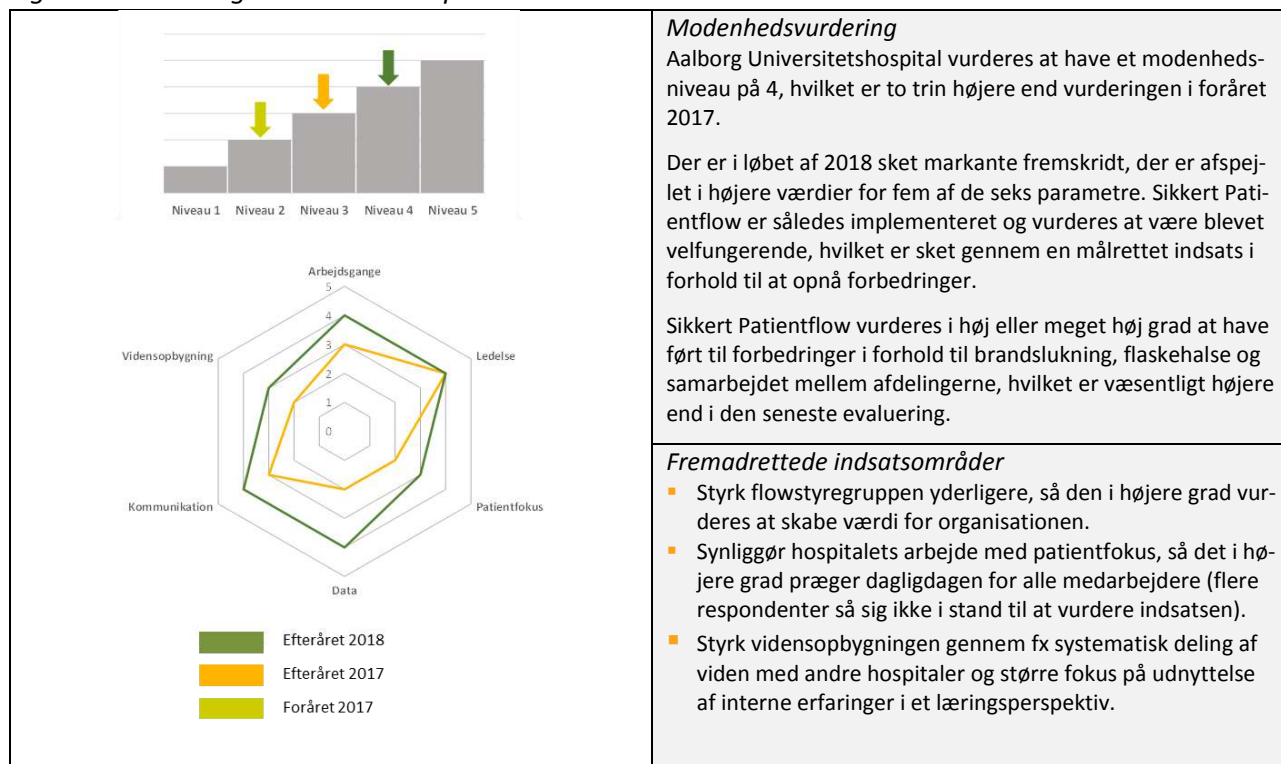 Modenhedsvurdering
Aalborg Universitetshospital vurderes at have et modenheds-
niveau på 4, hvilket er to trin højere end vurderingen i foråret
2017.
Der er i løbet af 2018 sket markante fremskridt, der er afspej-
let i højere værdier for fem af de seks parametre. Sikkert Pati-
entflow er således implementeret og vurderes at være blevet
velfungerende, hvilket er sket gennem en målrettet indsats i
forhold til at opnå forbedringer.
Sikkert Patientflow vurderes i høj eller meget høj grad at have
ført til forbedringer i forhold til brandslukning, flaskehalse og
samarbejdet mellem afdelingerne, hvilket er væsentligt højere
end i den seneste evaluering.
Niveau 1 Niveau 2 Niveau 3 Niveau 4 Niveau 5
Arbejdsgange
5
4
3
2
1
0
Ledelse
Patientfokus
Data
Kommunikation
Vidensopbygning
Efteråret 2018
Efteråret 2017
Foråret 2017
Fremadrettede indsatsområder
▪ Styrk flowstyregruppen yderligere, så den i højere grad vur-
deres at skabe værdi for organisationen.
▪ Synliggør hospitalets arbejde med patientfokus, så det i hø-
jere grad præger dagligdagen for alle medarbejdere (flere
respondenter så sig ikke i stand til at vurdere indsatsen).
▪ Styrk vidensopbygningen gennem fx systematisk deling af
viden med andre hospitaler og større fokus på udnyttelse
af interne erfaringer i et læringsperspektiv.